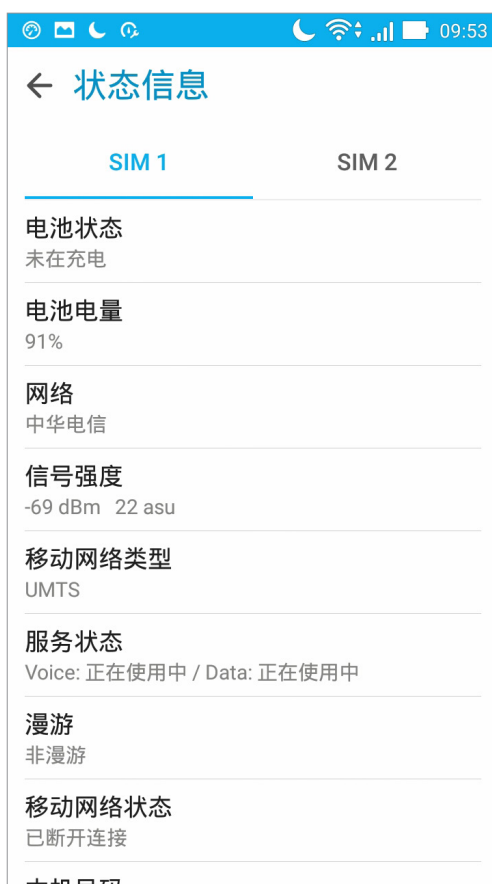 09:53
状态信息
SIM 1
SIM 2
电池状态
未在充电
电池电量
91%
网络
中华电信
信号强度
-69 dBm 22 asu
移动网络类型
UMTS
服务状态
Voice: 正在使用中 / Data: 正在使用中
漫游
非漫游
移动网络状态
已断开连接